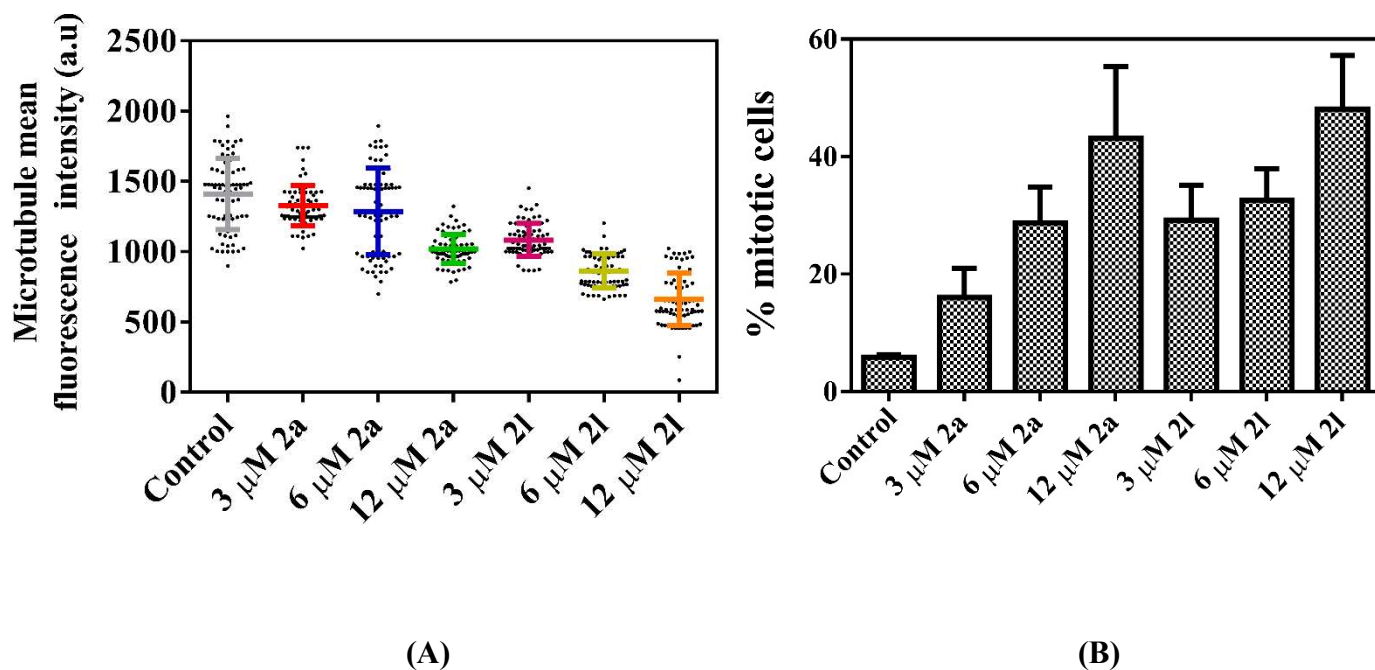 2500
2000
1500
1000
500
0
Microtubule mean
fluorescence intensity (a.u)
Control
3 μM 2a
6 μM 2a
12 μM 2a
3 μM 2l
6 μM 2l
12 μM 2l
(A)
B)
60
40
20
0
% mitotic cells
Control
3 μM 2a
6 μM 2a
12 μM 2a
3 μM 2l
6 μM 2l
12 μM 2l
(B)